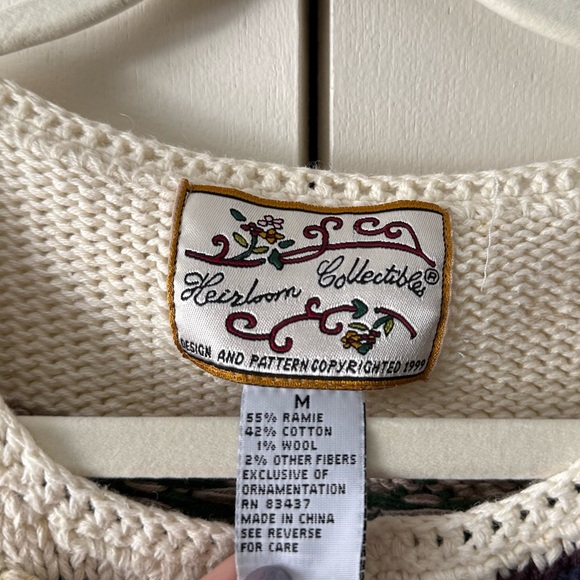 Heirloom Collectibles®
DESIGN AND PATTERN COPYRIGHTED 1999
M
55% RAMIE
42% COTTON
1% WOOL
2% OTHER FIBERS
EXCLUSIVE OF
ORNAMENTATION
RN 83437
MADE IN CHINA
SEE REVERSE
FOR CARE